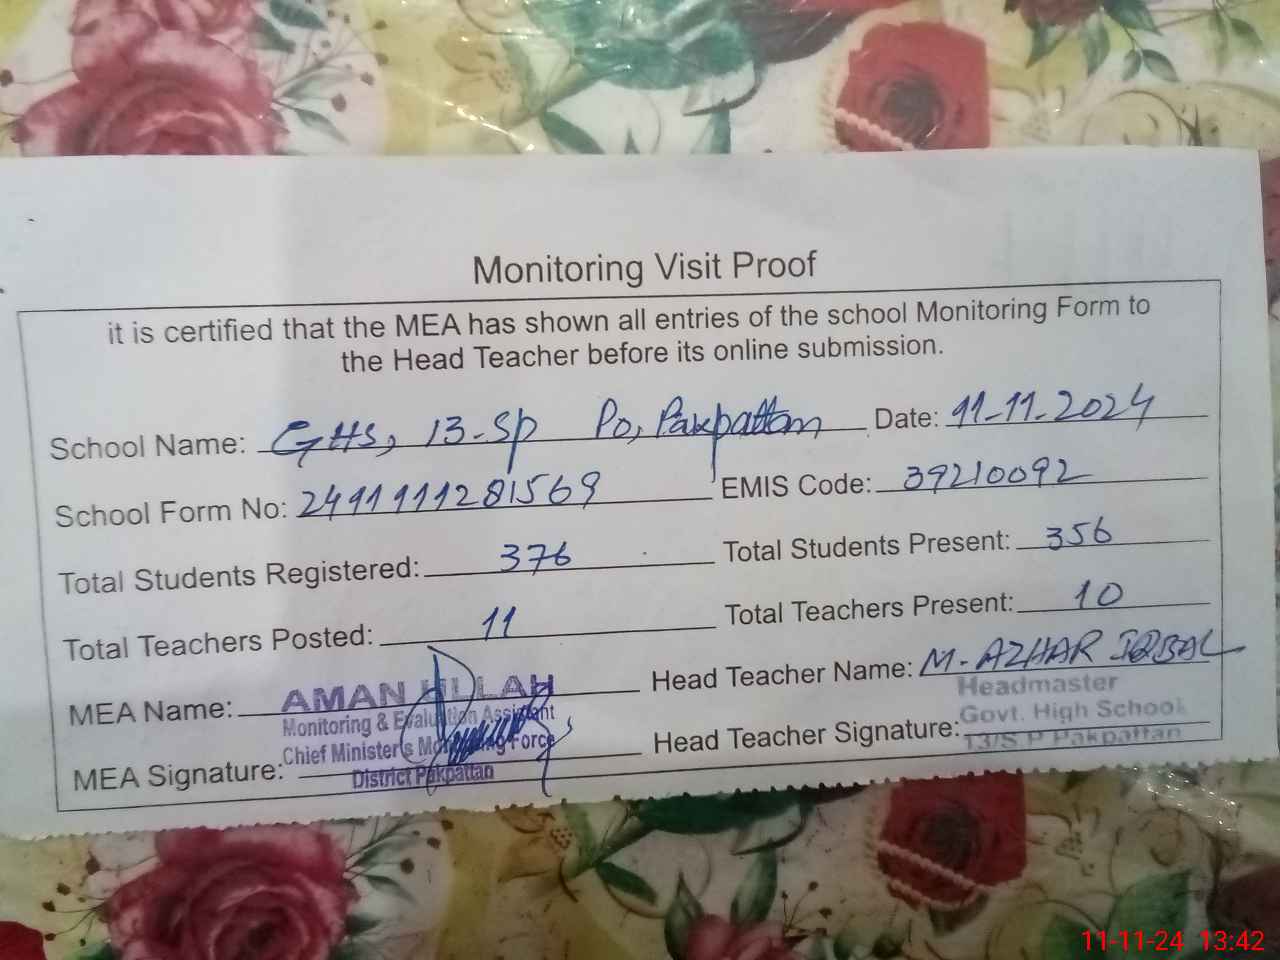 Monitoring Visit Proof
it is certified that the MEA has shown all entries of the school Monitoring Form to
the Head Teacher before its online submission.
School Name: GHS, 13-SP Po, Pakpattan Date: 11-11-2024
School Form No: 2411111281569 EMIS Code: 39210092
Total Students Registered: 376 Total Students Present: 356
Total Teachers Posted: 11 Total Teachers Present: 10
MEA Name: AMAN ULLAH Head Teacher Name: M. AZHAR IQBAL
Monitoring & Evaluation Assistant
Chief Minister's Monitoring Force
District Pakpattan
Headmaster
Govt. High School
13/S.P Pakpattan
MEA Signature: Head Teacher Signature:
11-11-24 13:42